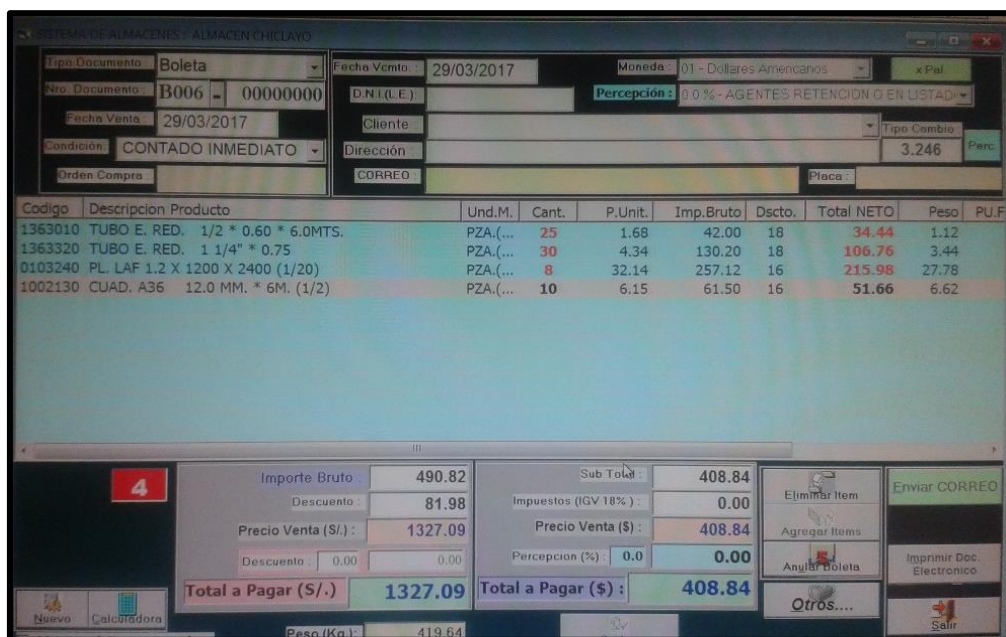 SISTEMA DE ALMACENES : ALMACEN CHICLAYO
Tipo Documento : Boleta
Fecha Vcmto. : 29/03/2017
Moneda : 01 - Dollares Americanos
x Pal.
Nro. Documento : B006 - 00000000
D.N.I.(L.E.)
Percepción : 0.0 % - AGENTES RETENCION O EN LISTAD
Fecha Venta : 29/03/2017
Cliente
Tipo Cambio
Condición: CONTADO INMEDIATO
Dirección
3.246
Perc
Orden Compra :
CORREO :
Placa :
Codigo Descripcion Producto Und.M. Cant. P.Unit. Imp.Bruto Dscto. Total NETO Peso PU.F
1363010 TUBO E. RED. 1/2 * 0.60 * 6.0MTS. PZA.(... 25 1.68 42.00 18 34.44 1.12
1363320 TUBO E. RED. 1 1/4" * 0.75 PZA.(... 30 4.34 130.20 18 106.76 3.44
0103240 PL. LAF 1.2 X 1200 X 2400 (1/20) PZA.(... 8 32.14 257.12 16 215.98 27.78
1002130 CUAD. A36 12.0 MM. * 6M. (1/2) PZA.(... 10 6.15 61.50 16 51.66 6.62
4
Importe Bruto : 490.82
Descuento : 81.98
Precio Venta (S/.) : 1327.09
Descuento : 0.00 0.00
Total a Pagar (S/.) 1327.09
Sub Total : 408.84
Impuestos (IGV 18% ) : 0.00
Precio Venta ($) : 408.84
Percepcion (%) : 0.0 0.00
Total a Pagar ($) : 408.84
Eliminar Item
Agregar Items
Anular Boleta
Otros....
Enviar CORREO
Imprimir Doc. Electronico
Salir
Nuevo
Calculadora
Peso (Kg.): 419.64